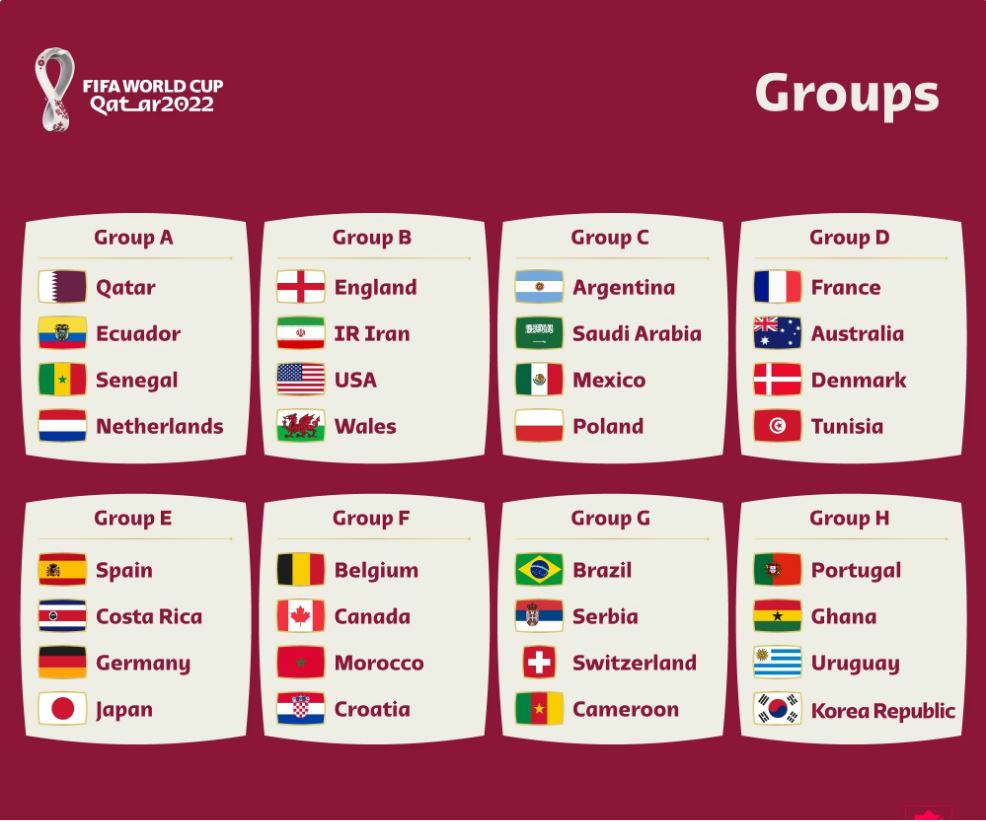 FIFA WORLD CUP
Qatar2022
Groups
Group A
Qatar
Ecuador
Senegal
Netherlands
Group B
England
IR Iran
USA
Wales
Group C
Argentina
Saudi Arabia
Mexico
Poland
Group D
France
Australia
Denmark
Tunisia
Group E
Spain
Costa Rica
Germany
Japan
Group F
Belgium
Canada
Morocco
Croatia
Group G
Brazil
Serbia
Switzerland
Cameroon
Group H
Portugal
Ghana
Uruguay
Korea Republic